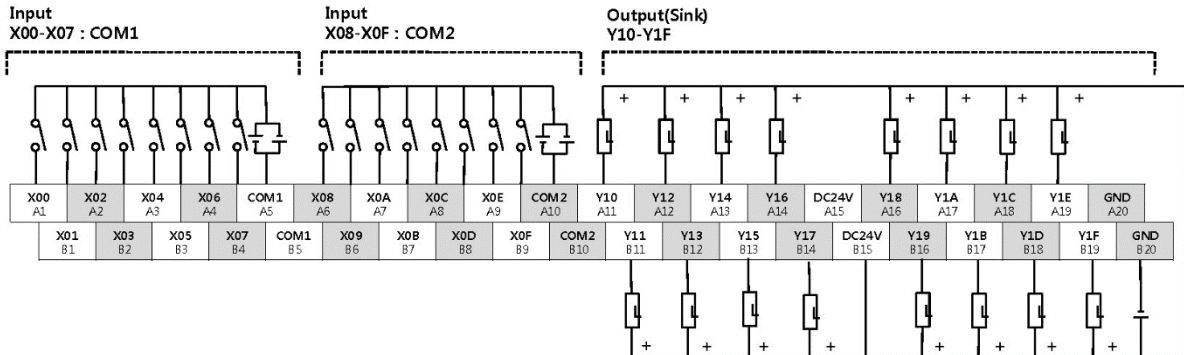 Input
X00-X07 : COM1
Input
X08-X0F : COM2
Output(Sink)
Y10-Y1F
+ + + + + + + +
L L L L L L L L
X00 X02 X04 X06 COM1 X08 X0A X0C X0E COM2 Y10 Y12 Y14 Y16 DC24V Y18 Y1A Y1C Y1E GND
A1 A2 A3 A4 A5 A6 A7 A8 A9 A10 A11 A12 A13 A14 A15 A16 A17 A18 A19 A20
X01 X03 X05 X07 COM1 X09 X0B X0D X0F COM2 Y11 Y13 Y15 Y17 DC24V Y19 Y1B Y1D Y1F GND
B1 B2 B3 B4 B5 B6 B7 B8 B9 B10 B11 B12 B13 B14 B15 B16 B17 B18 B19 B20
L L L L L L L L
+ + + + + + + +